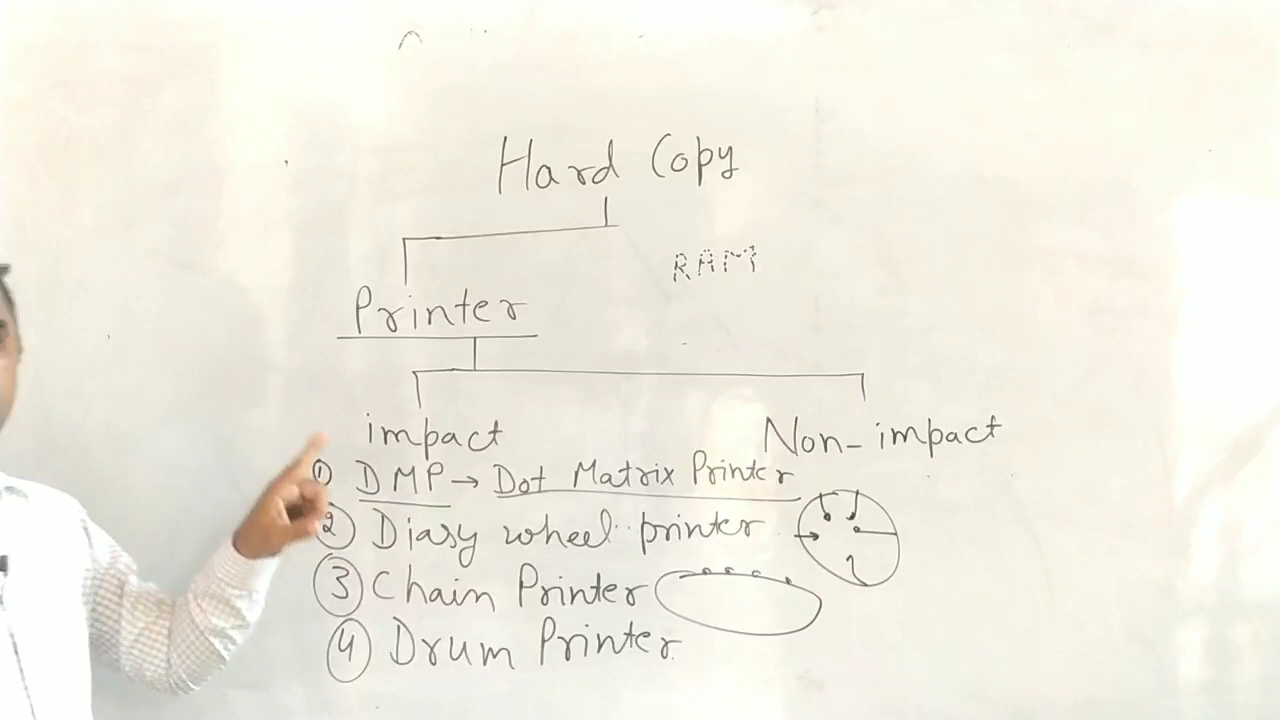 Hard Copy
RAM
Printer
impact
Non-impact
① DMP → Dot Matrix Printer
② Diasy wheel printer
③ Chain Printer
④ Drum Printer